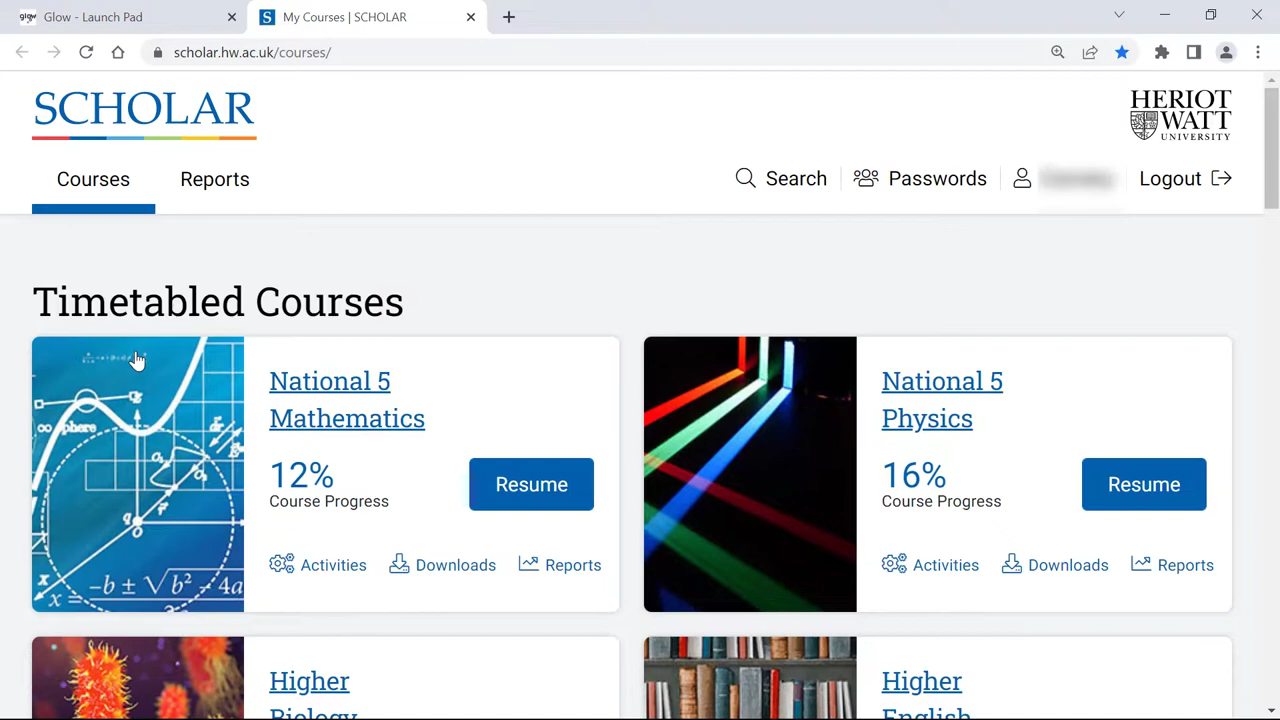 Glow - Launch Pad
My Courses | SCHOLAR
scholar.hw.ac.uk/courses/
SCHOLAR
HERIOT
WATT
UNIVERSITY
Courses
Reports
Search
Passwords
Logout
Timetabled Courses
National 5
Mathematics
12%
Course Progress
Resume
Activities
Downloads
Reports
National 5
Physics
16%
Course Progress
Resume
Activities
Downloads
Reports
Higher
Biology
Higher
English